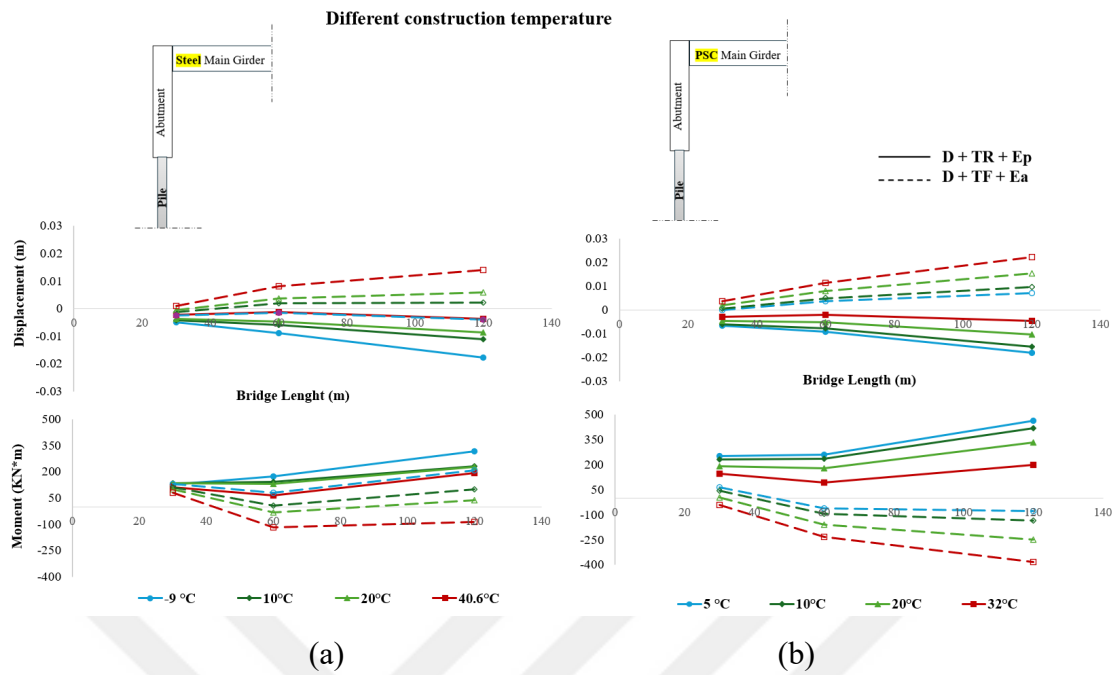 Different construction temperature
Steel Main Girder
Abutment
Pile
PSC Main Girder
Abutment
Pile
D + TR + Ep
D + TF + Ea
Displacement (m)
0.03
0.02
0.01
0
-0.01
-0.02
-0.03
0 20 40 60 80 100 120 140
Bridge Lenght (m)
Displacement (m)
0.03
0.02
0.01
0
-0.01
-0.02
-0.03
0 20 40 60 80 100 120 140
Bridge Length (m)
Moment (KN*m)
500
350
200
50
-100
-250
-400
0 20 40 60 80 100 120 140
-9 °C 10°C 20°C 40.6°C
Moment (KN*m)
500
350
200
50
-100
-250
-400
0 20 40 60 80 100 120 140
5 °C 10°C 20°C 32°C
(a)
(b)